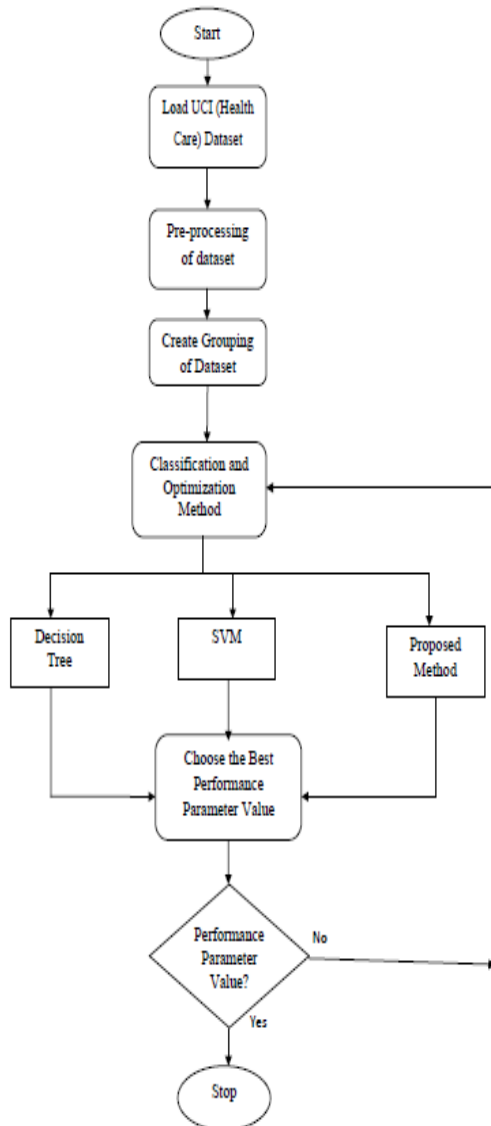 Start
Load UCI (Health
Care) Dataset
Pre-processing
of dataset
Create Grouping
of Dataset
Classification and
Optimization
Method
Decision
Tree
SVM
Proposed
Method
Choose the Best
Performance
Parameter Value
Performance
Parameter
Value?
No
Yes
Stop